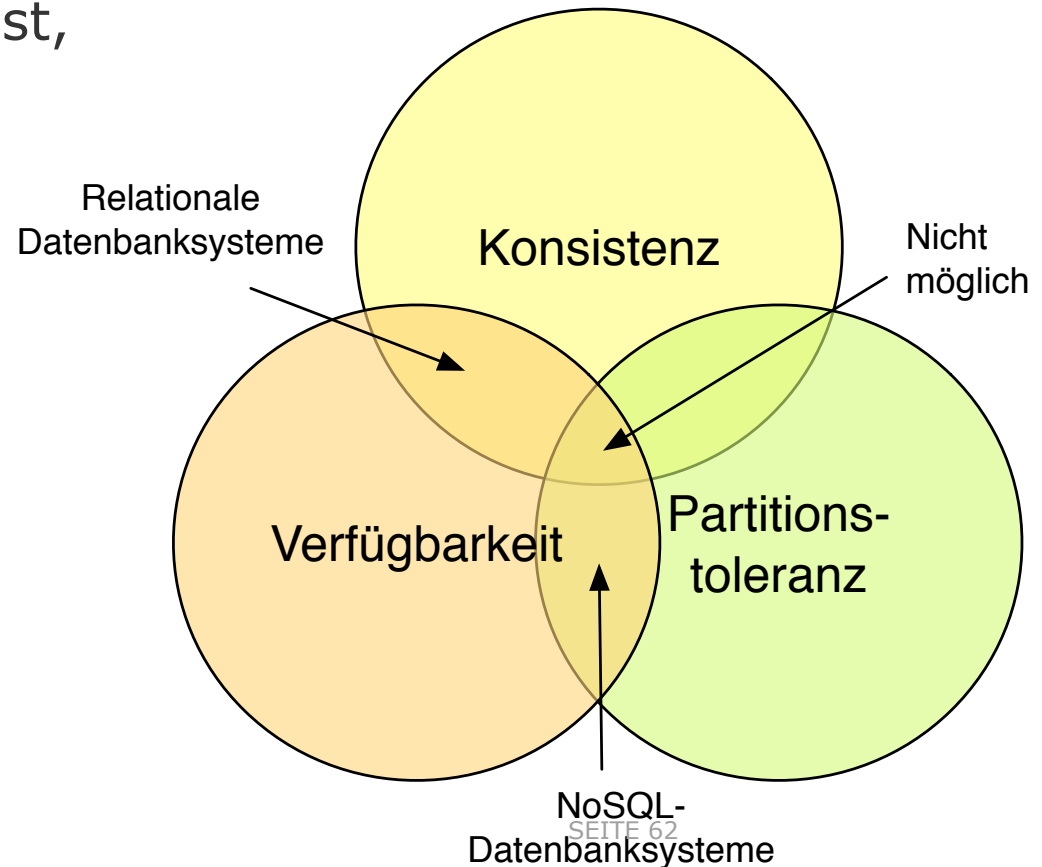 st,
Relationale
Datenbanksysteme
Konsistenz
Nicht
möglich
Verfügbarkeit
Partitions-
toleranz
NoSQL-
SEITE 62
Datenbanksysteme